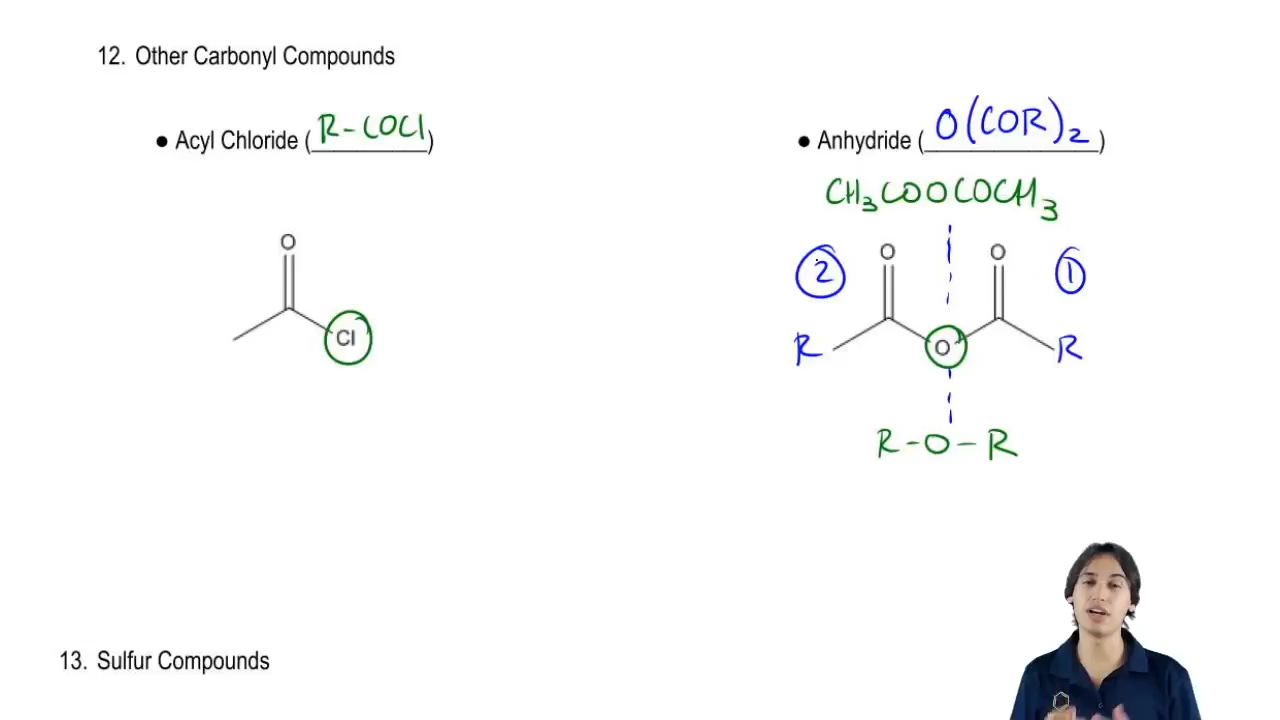 12. Other Carbonyl Compounds
● Acyl Chloride (R-COCl)
● Anhydride (O(COR)₂)
CH₃COOCOCH₃
O
O
O
2
1
Cl
R
O
R
R-O-R
13. Sulfur Compounds